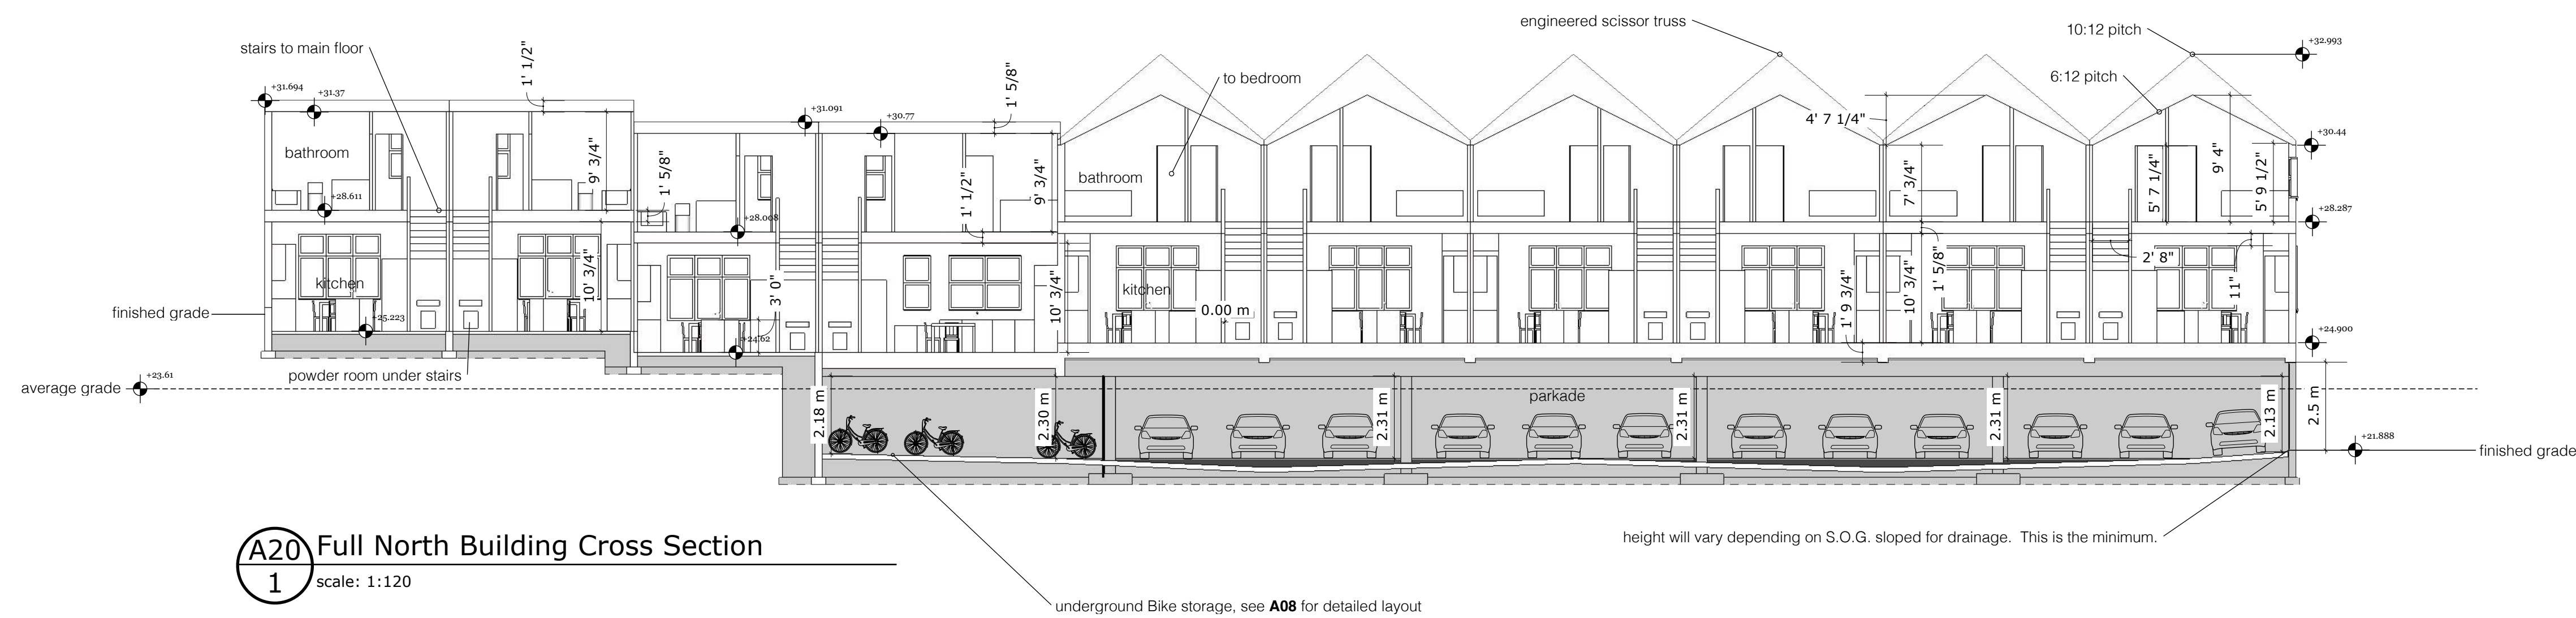 engineered scissor truss
10:12 pitch
+32.993
stairs to main floor
1' 1/2"
1' 5/8"
to bedroom
6:12 pitch
+31.694
+31.37
+31.091
+30.77
4' 7 1/4"
+30.44
bathroom
9' 3/4"
1' 5/8"
1' 1/2"
9' 3/4"
bathroom
7' 3/4"
5' 7 1/4"
9' 4"
5' 9 1/2"
+28.611
+28.008
+28.287
kitchen
10' 3/4"
3' 0"
10' 3/4"
kitchen
0.00 m
1' 9 3/4"
10' 3/4"
1' 5/8"
2' 8"
11"
finished grade
+25.223
+24.62
+24.900
powder room under stairs
average grade
+23.61
2.18 m
2.30 m
2.31 m
parkade
2.31 m
2.31 m
2.13 m
2.5 m
+21.888
finished grade
A20
1
Full North Building Cross Section
scale: 1:120
height will vary depending on S.O.G. sloped for drainage. This is the minimum.
underground Bike storage, see A08 for detailed layout